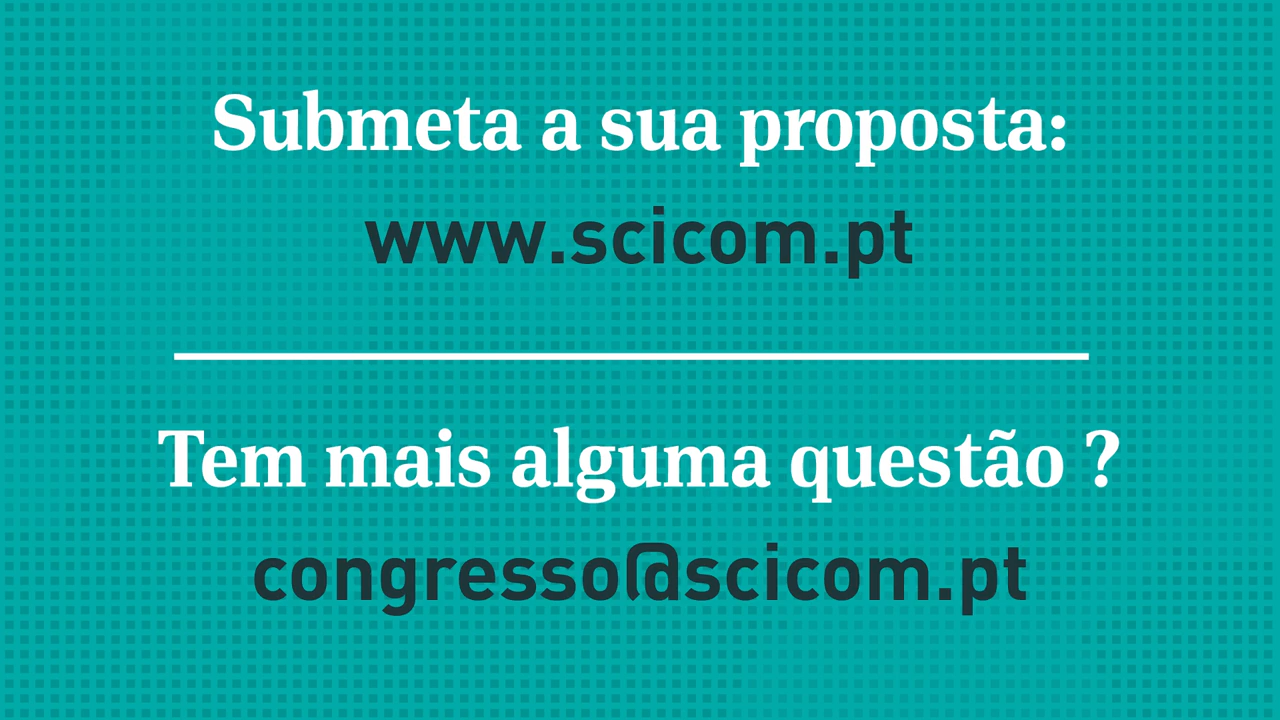 Submeta a sua proposta:
www.scicom.pt
Tem mais alguma questão ?
congresso@scicom.pt